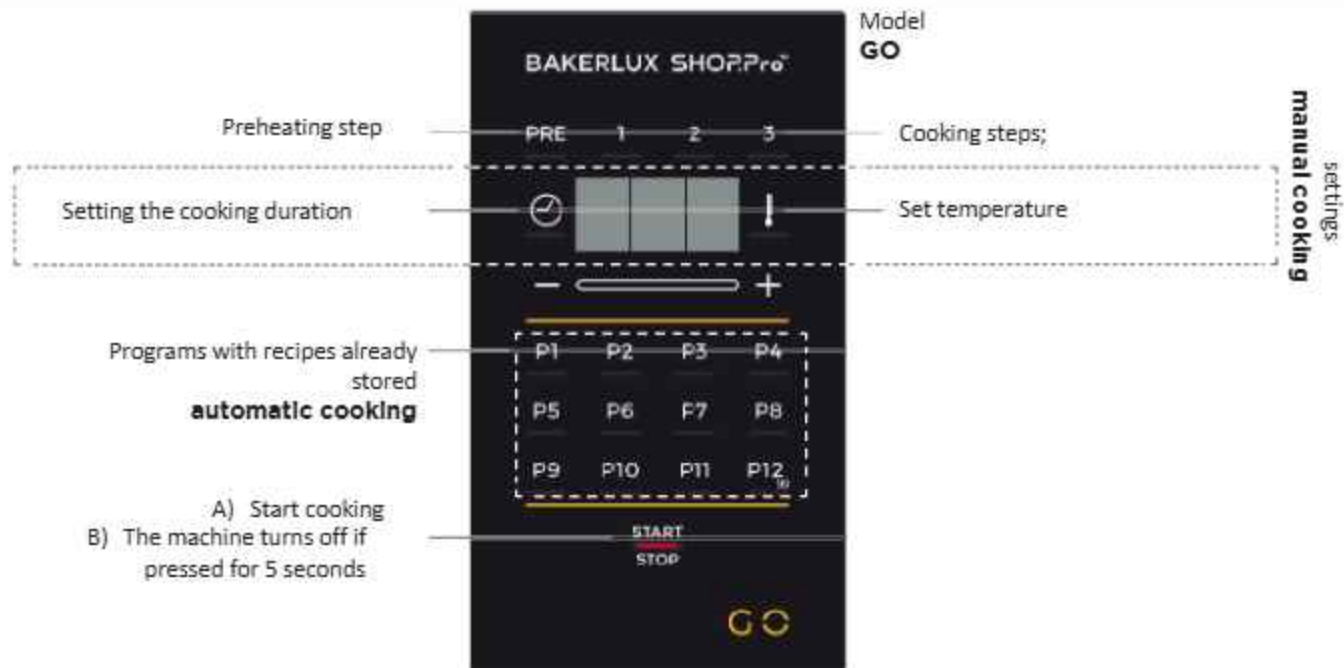 Model
GO
BAKERLUX SHOP.Pro™
Preheating step
PRE 1 2 3
Cooking steps;
Setting the cooking duration
Set temperature
settings
manual cooking
− +
Programs with recipes already
stored
automatic cooking
P1 P2 P3 P4
P5 P6 P7 P8
P9 P10 P11 P12
A) Start cooking
B) The machine turns off if
pressed for 5 seconds
START
STOP
GO